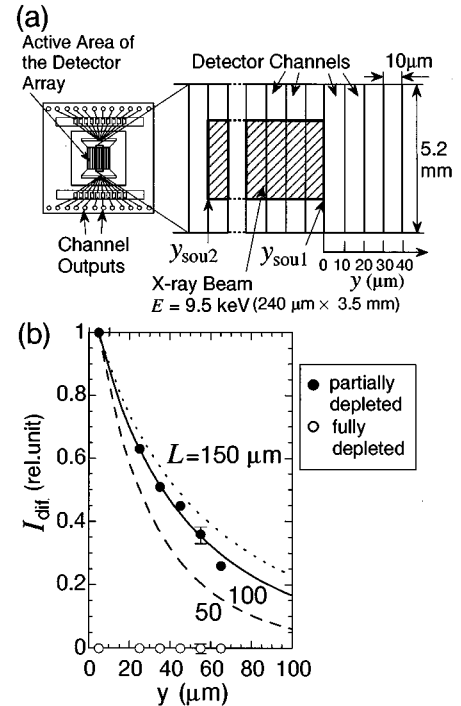 (a)
Active Area of
the Detector
Array
Detector Channels
10μm
5.2
mm
Channel
Outputs
ysou2
ysou1
X-ray Beam
E = 9.5 keV (240 μm × 3.5 mm)
0 10 20 30 40
y (μm)
(b)
1
0.8
0.6
0.4
0.2
0
Idif. (rel.unit)
L=150 μm
100
50
0 20 40 60 80 100
y (μm)
partially
depleted
fully
depleted